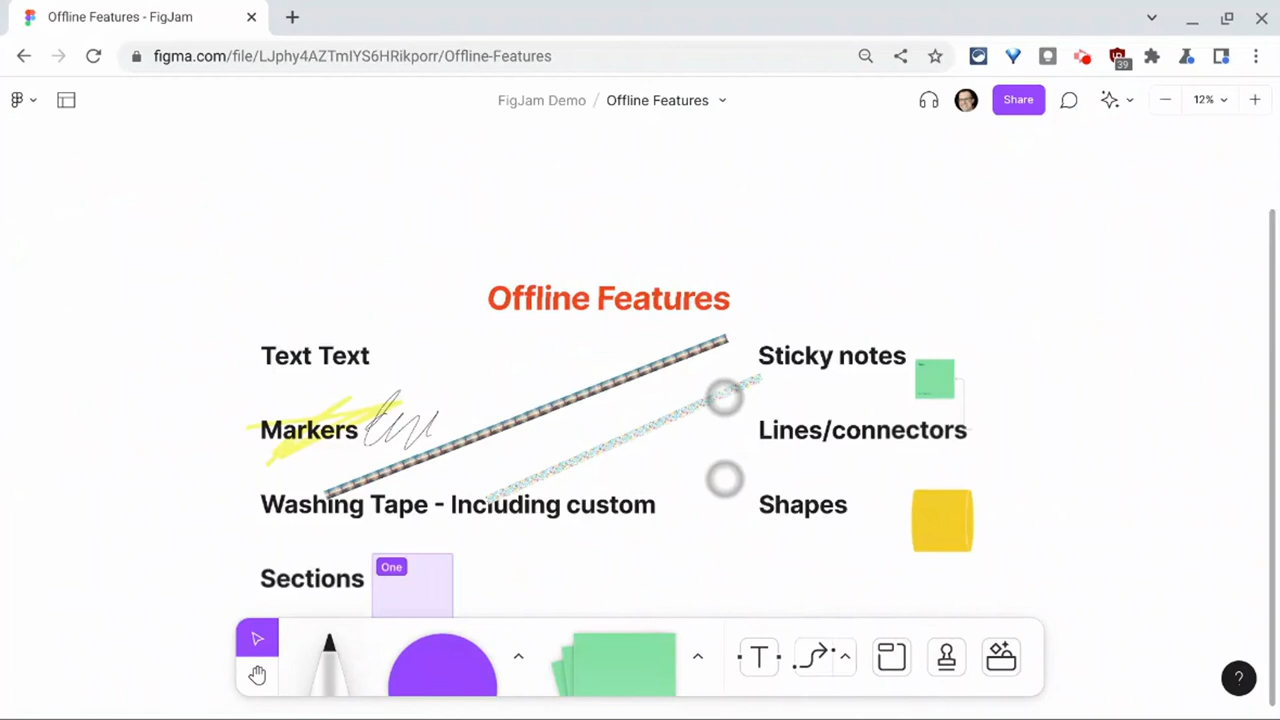 Offline Features - FigJam
figma.com/file/LJphy4AZTmIYS6HRikporr/Offline-Features
39
FigJam Demo / Offline Features
Share
12%
Offline Features
Text Text
Sticky notes
Markers
Lines/connectors
Washing Tape - Including custom
Shapes
Sections
One
T
?